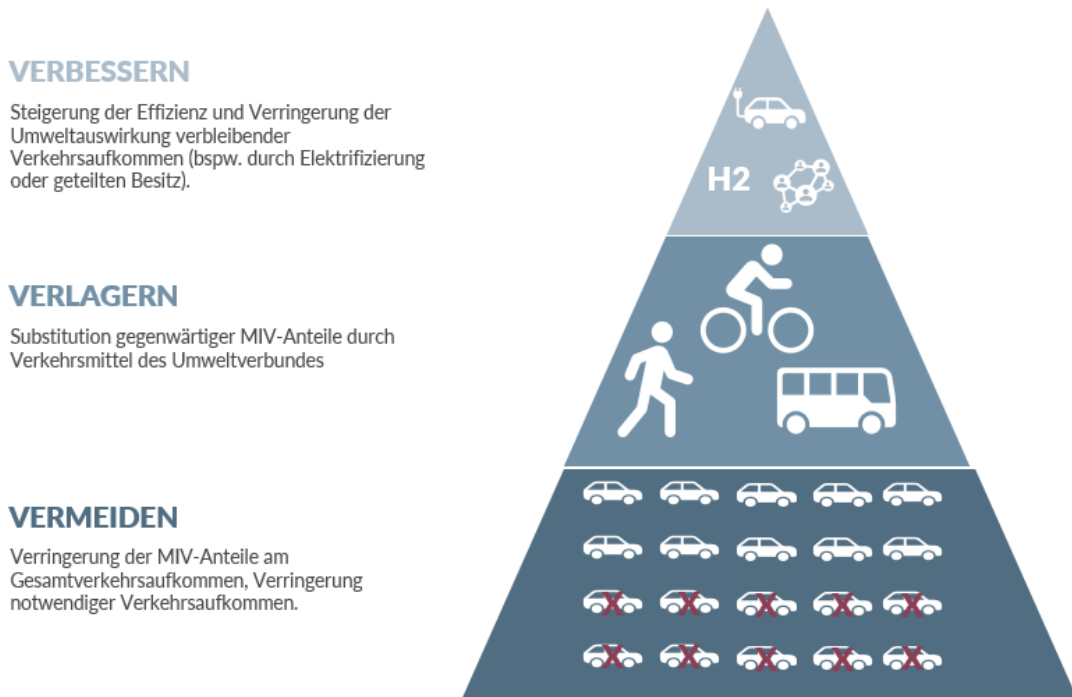 VERBESSERN
Steigerung der Effizienz und Verringerung der
Umweltauswirkung verbleibender
Verkehrsaufkommen (bspw. durch Elektrifizierung
oder geteilten Besitz).
H2
VERLAGERN
Substitution gegenwärtiger MIV-Anteile durch
Verkehrsmittel des Umweltverbundes
VERMEIDEN
Verringerung der MIV-Anteile am
Gesamtverkehrsaufkommen, Verringerung
notwendiger Verkehrsaufkommen.
X X X X X
X X X X X